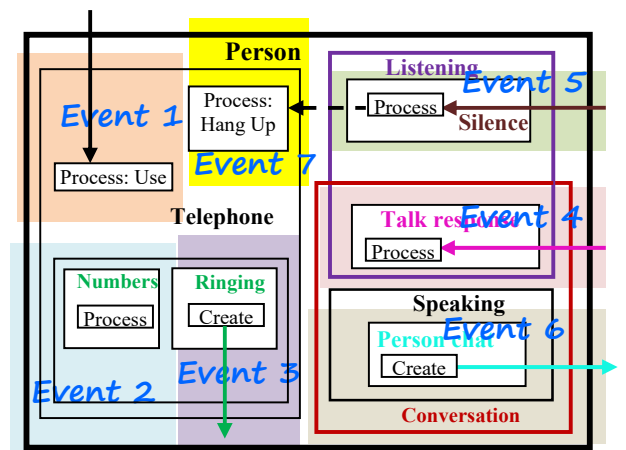 Person
Listening
Event 5
Process:
Hang Up
Process
Silence
Event 1
Event 7
Process: Use
Telephone
Talk response
Event 4
Process
Numbers
Ringing
Process
Create
Speaking
Event 6
Person chat
Create
Event 3
Event 2
Conversation